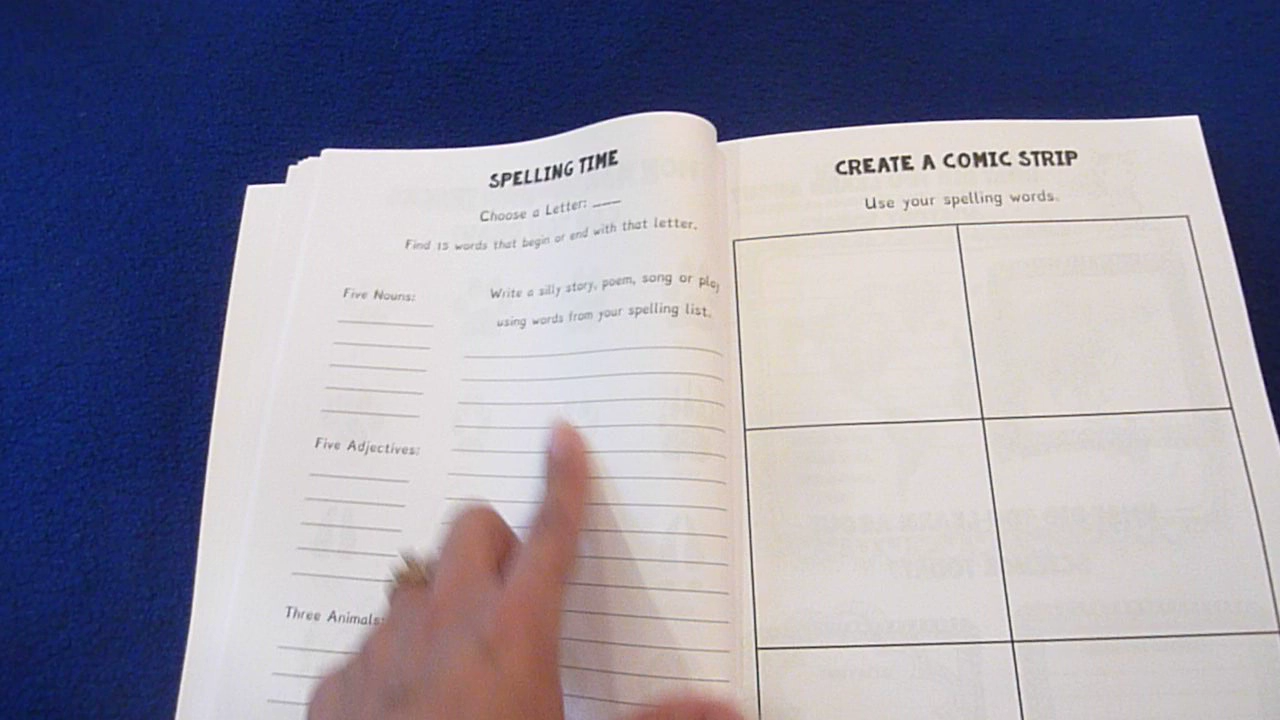 SPELLING TIME
Choose a Letter: ___
Find 15 words that begin or end with that letter.
Five Nouns:
Write a silly story, poem, song or play
using words from your spelling list.
Five Adjectives:
Three Animals:
CREATE A COMIC STRIP
Use your spelling words.